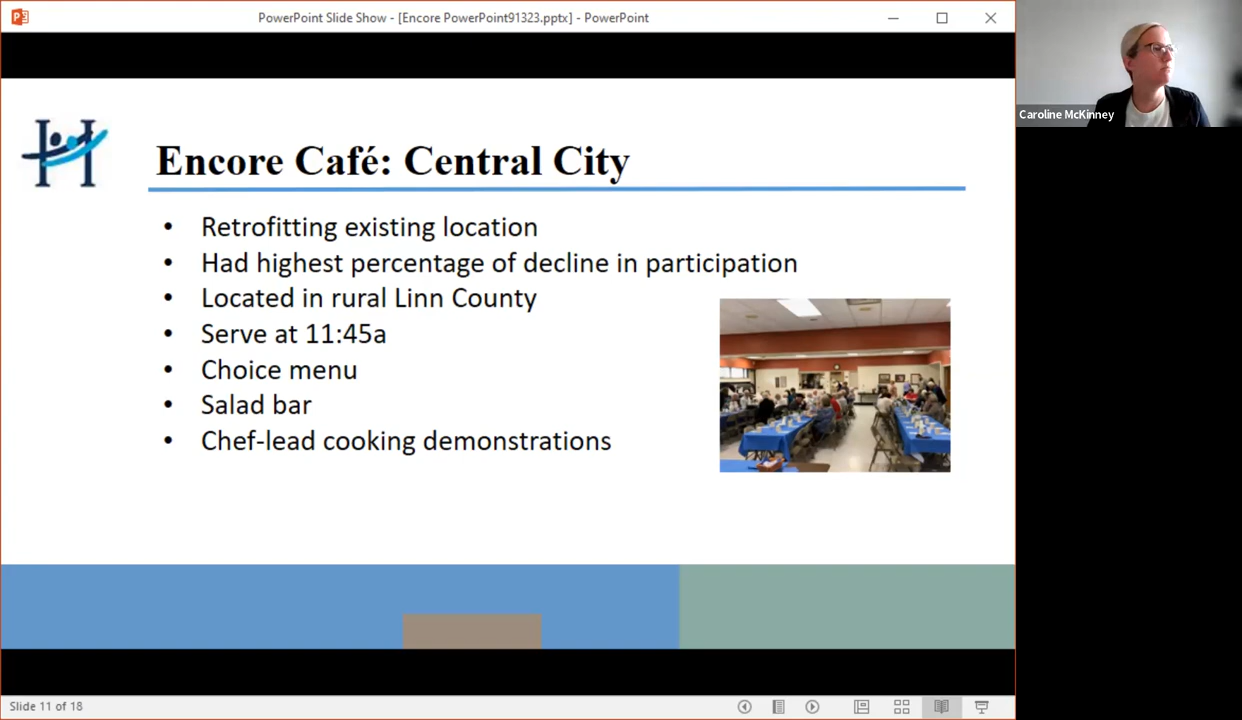 PowerPoint Slide Show - [Encore PowerPoint91323.pptx] - PowerPoint
Caroline McKinney
H
Encore Café: Central City
• Retrofitting existing location
• Had highest percentage of decline in participation
• Located in rural Linn County
• Serve at 11:45a
• Choice menu
• Salad bar
• Chef-lead cooking demonstrations
Slide 11 of 18